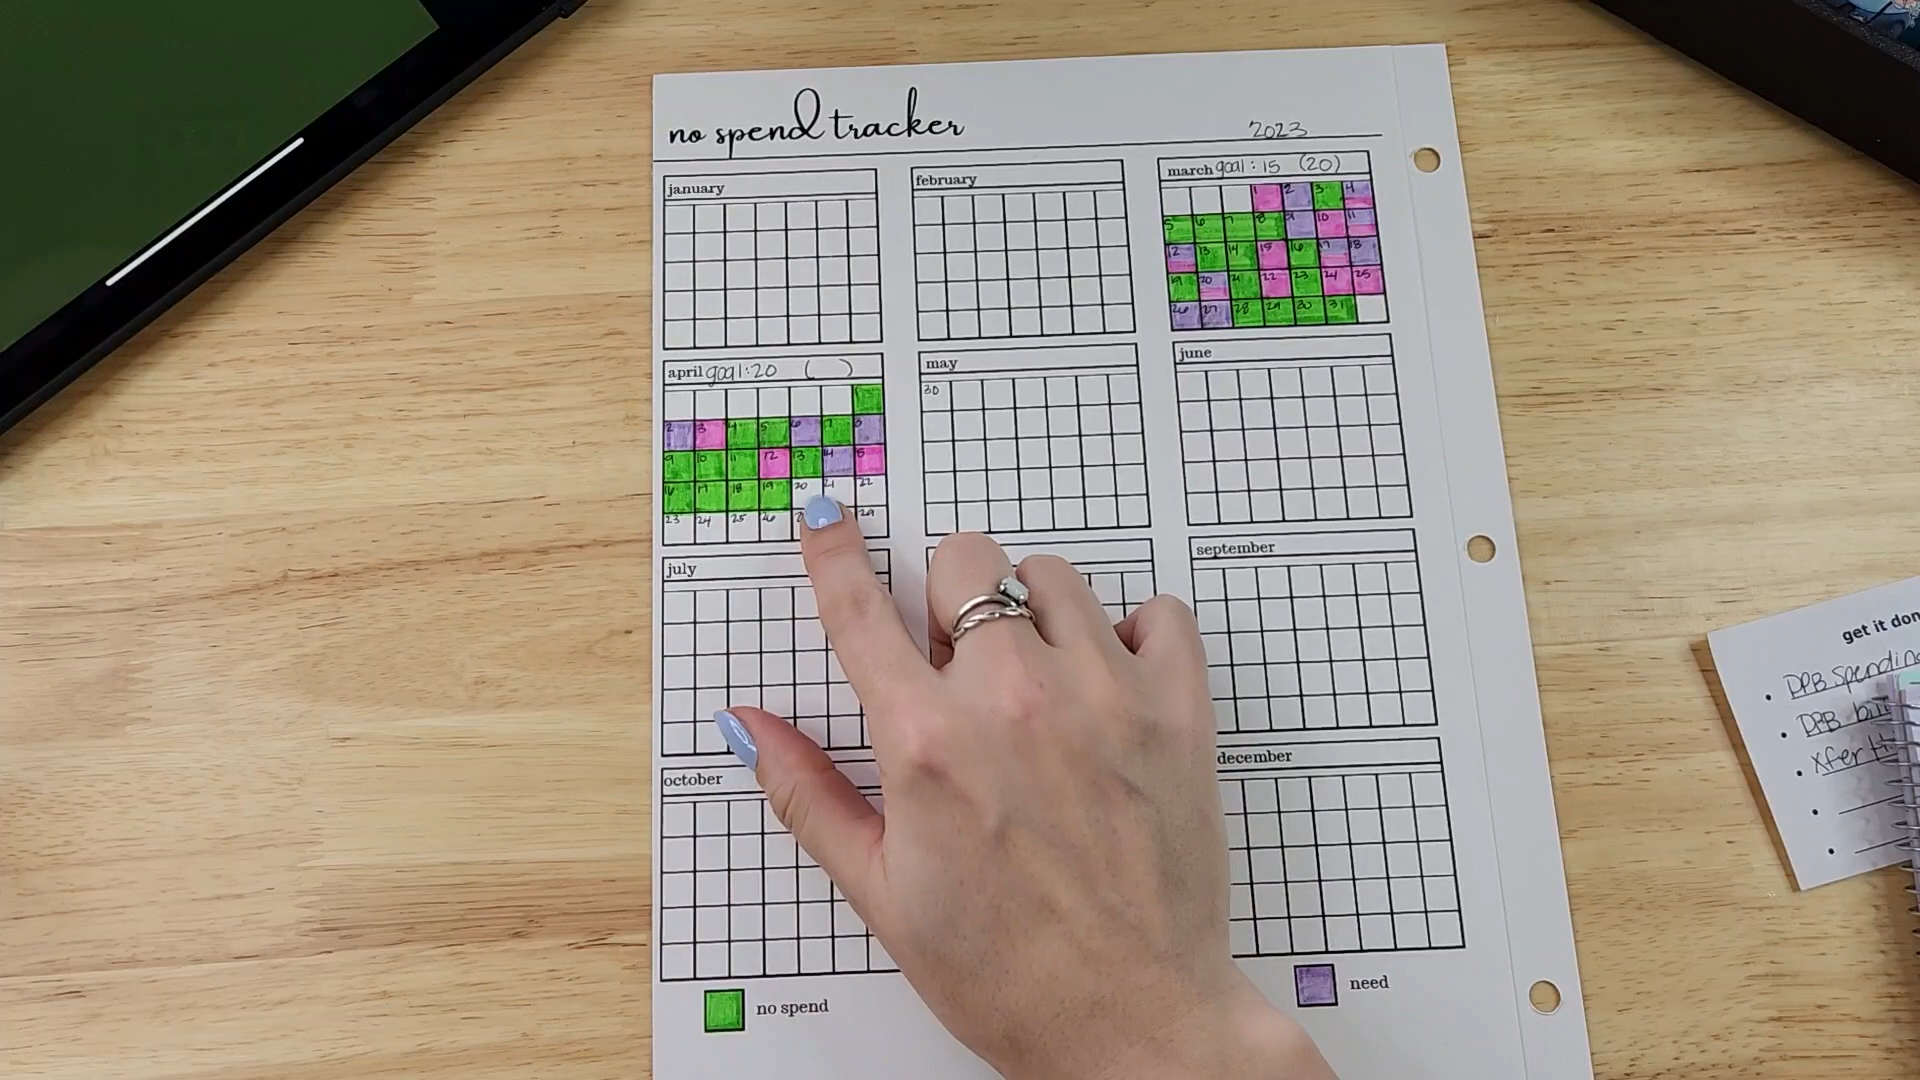 no spend tracker
2023
january
february
march goal: 15 (20)
1 2 3 4
5 6 7 8 9 10 11
12 13 14 15 16 17 18
19 20 21 22 23 24 25
26 27 28 29 30 31
april goal: 20 ( )
2 3 4 5 6 7 8
9 10 11 12 13 14 15
16 17 18 19 20 21 22
23 24 25 26 29
may
30
june
july
september
october
december
no spend
need
get it don
DPB spending
DPB
xfer